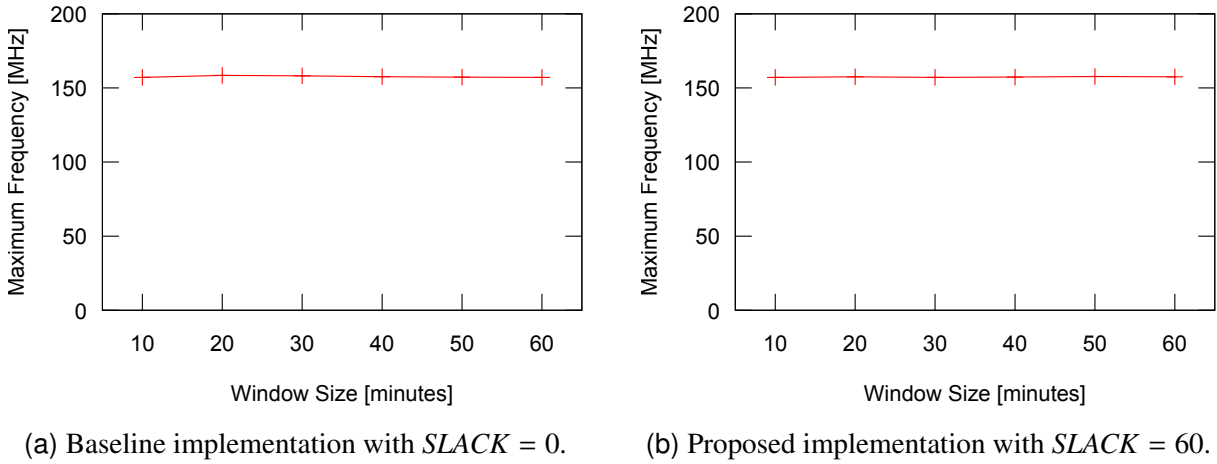 200
150
100
50
0
Maximum Frequency [MHz]
10 20 30 40 50 60
Window Size [minutes]
(a) Baseline implementation with SLACK = 0.
200
150
100
50
0
Maximum Frequency [MHz]
10 20 30 40 50 60
Window Size [minutes]
(b) Proposed implementation with SLACK = 60.